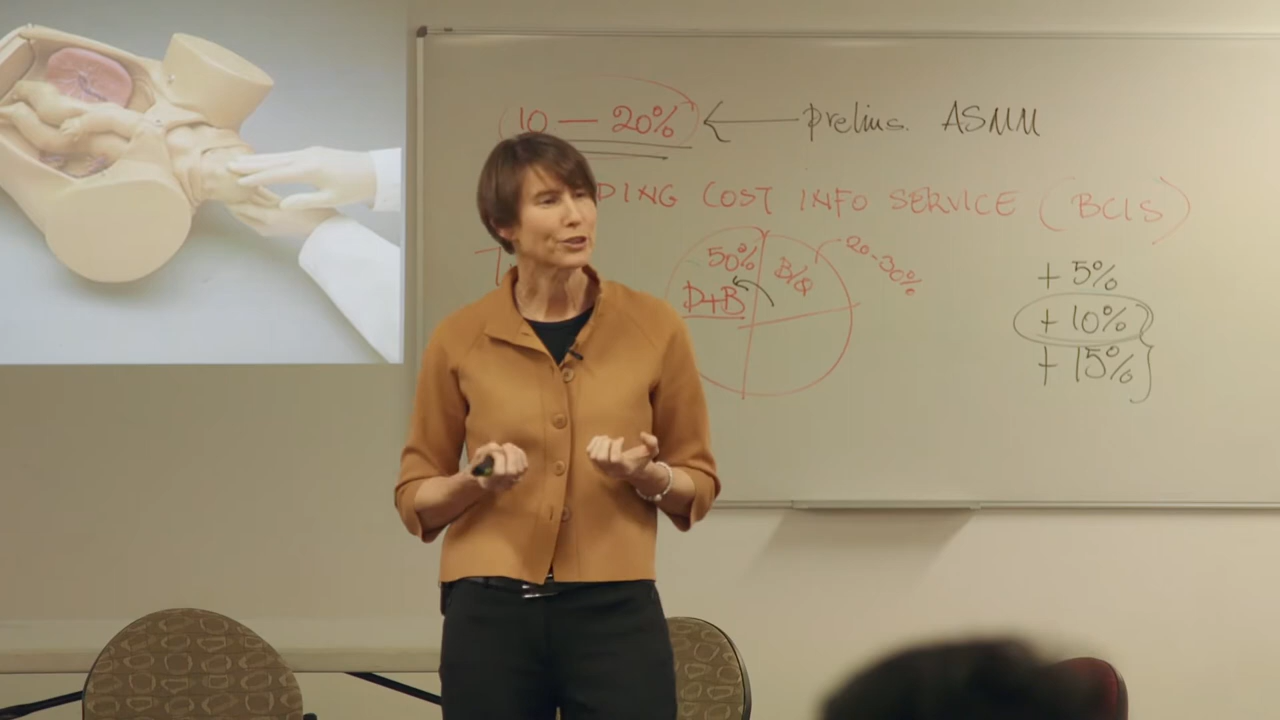 10 — 20% ← prelims. ASMM
DING COST INFO SERVICE (BCIS)
50%
B/Q
20-30%
D+B
+ 5%
+ 10%
+ 15%